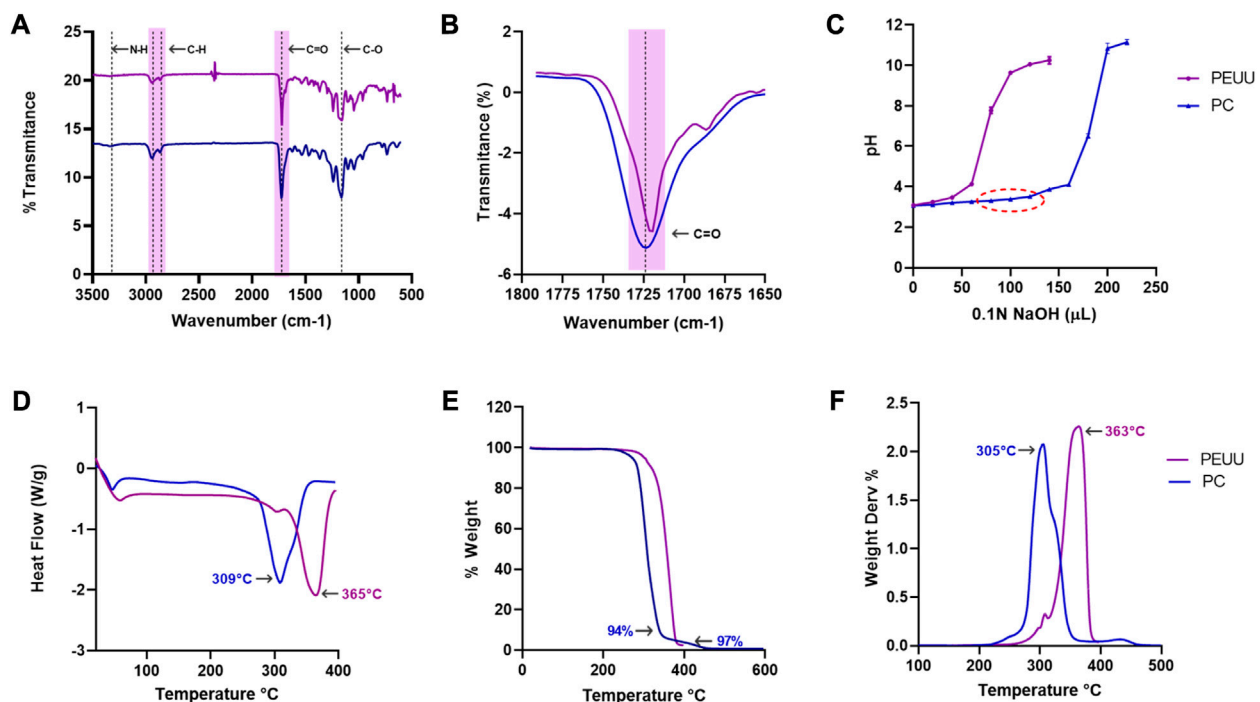 A
25
20
15
10
5
0
% Transmitance
N-H
C-H
C=O
C-O
3500 3000 2500 2000 1500 1000 500
Wavenumber (cm-1)
B
2
0
-2
-4
-6
Transmitance (%)
C=O
1800 1775 1750 1725 1700 1675 1650
Wavenumber (cm-1)
C
12
10
8
6
4
2
0
pH
0 50 100 150 200 250
0.1N NaOH (μL)
PEUU
PC
D
1
0
-1
-2
-3
Heat Flow (W/g)
309°C
365°C
100 200 300 400
Temperature °C
E
120
100
80
60
40
20
0
% Weight
94%
97%
0 200 400 600
Temperature °C
F
2.5
2.0
1.5
1.0
0.5
0.0
Weight Derv %
305°C
363°C
100 200 300 400 500
Temperature °C
PEUU
PC